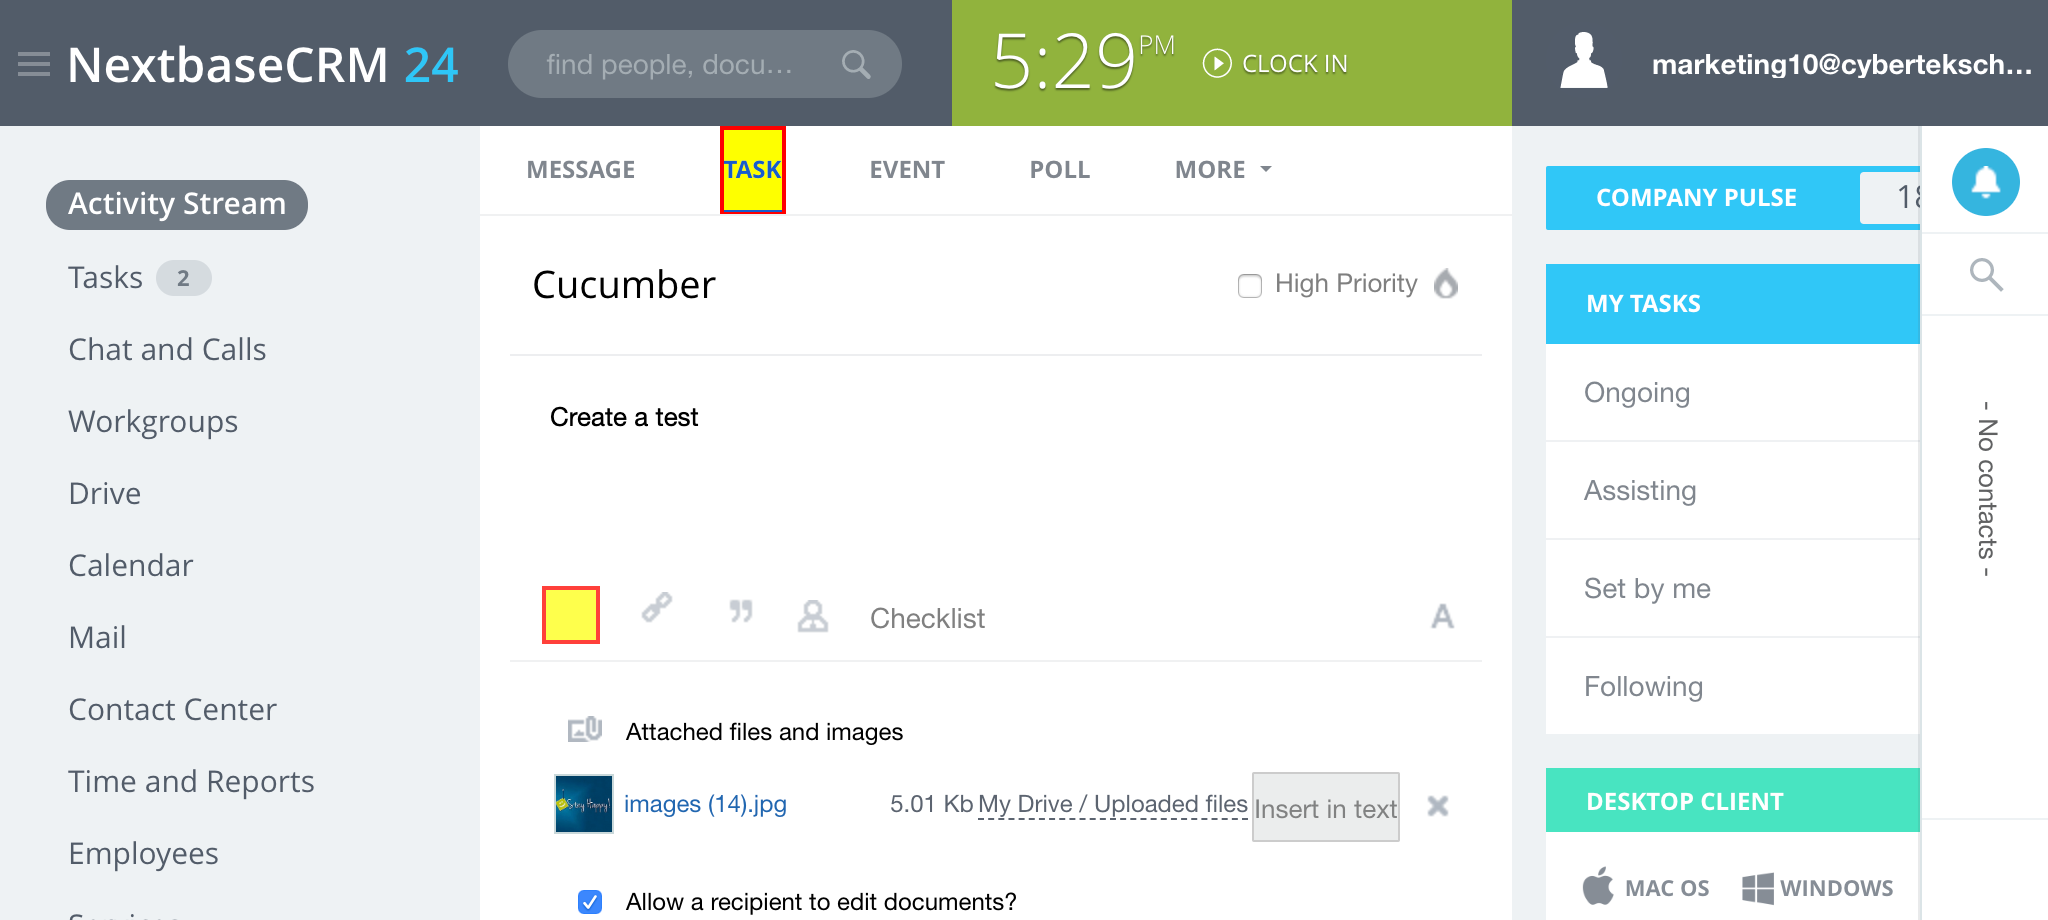 NextbaseCRM 24
find people, docu...
5:29 PM
CLOCK IN
marketing10@cyberteksch...
Activity Stream
Tasks 2
Chat and Calls
Workgroups
Drive
Calendar
Mail
Contact Center
Time and Reports
Employees
MESSAGE
TASK
EVENT
POLL
MORE
Cucumber
High Priority
Create a test
Checklist
A
Attached files and images
images (14).jpg
5.01 Kb
My Drive / Uploaded files
Insert in text
Allow a recipient to edit documents?
COMPANY PULSE
MY TASKS
Ongoing
Assisting
Set by me
Following
DESKTOP CLIENT
MAC OS
WINDOWS
- No contacts -